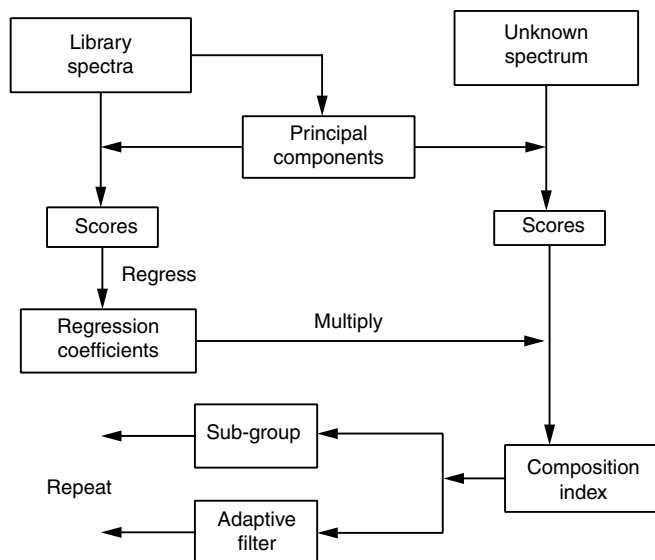 Library
spectra
Unknown
spectrum
Principal
components
Scores
Scores
Regress
Regression
coefficients
Multiply
Sub-group
Composition
index
Repeat
Adaptive
filter